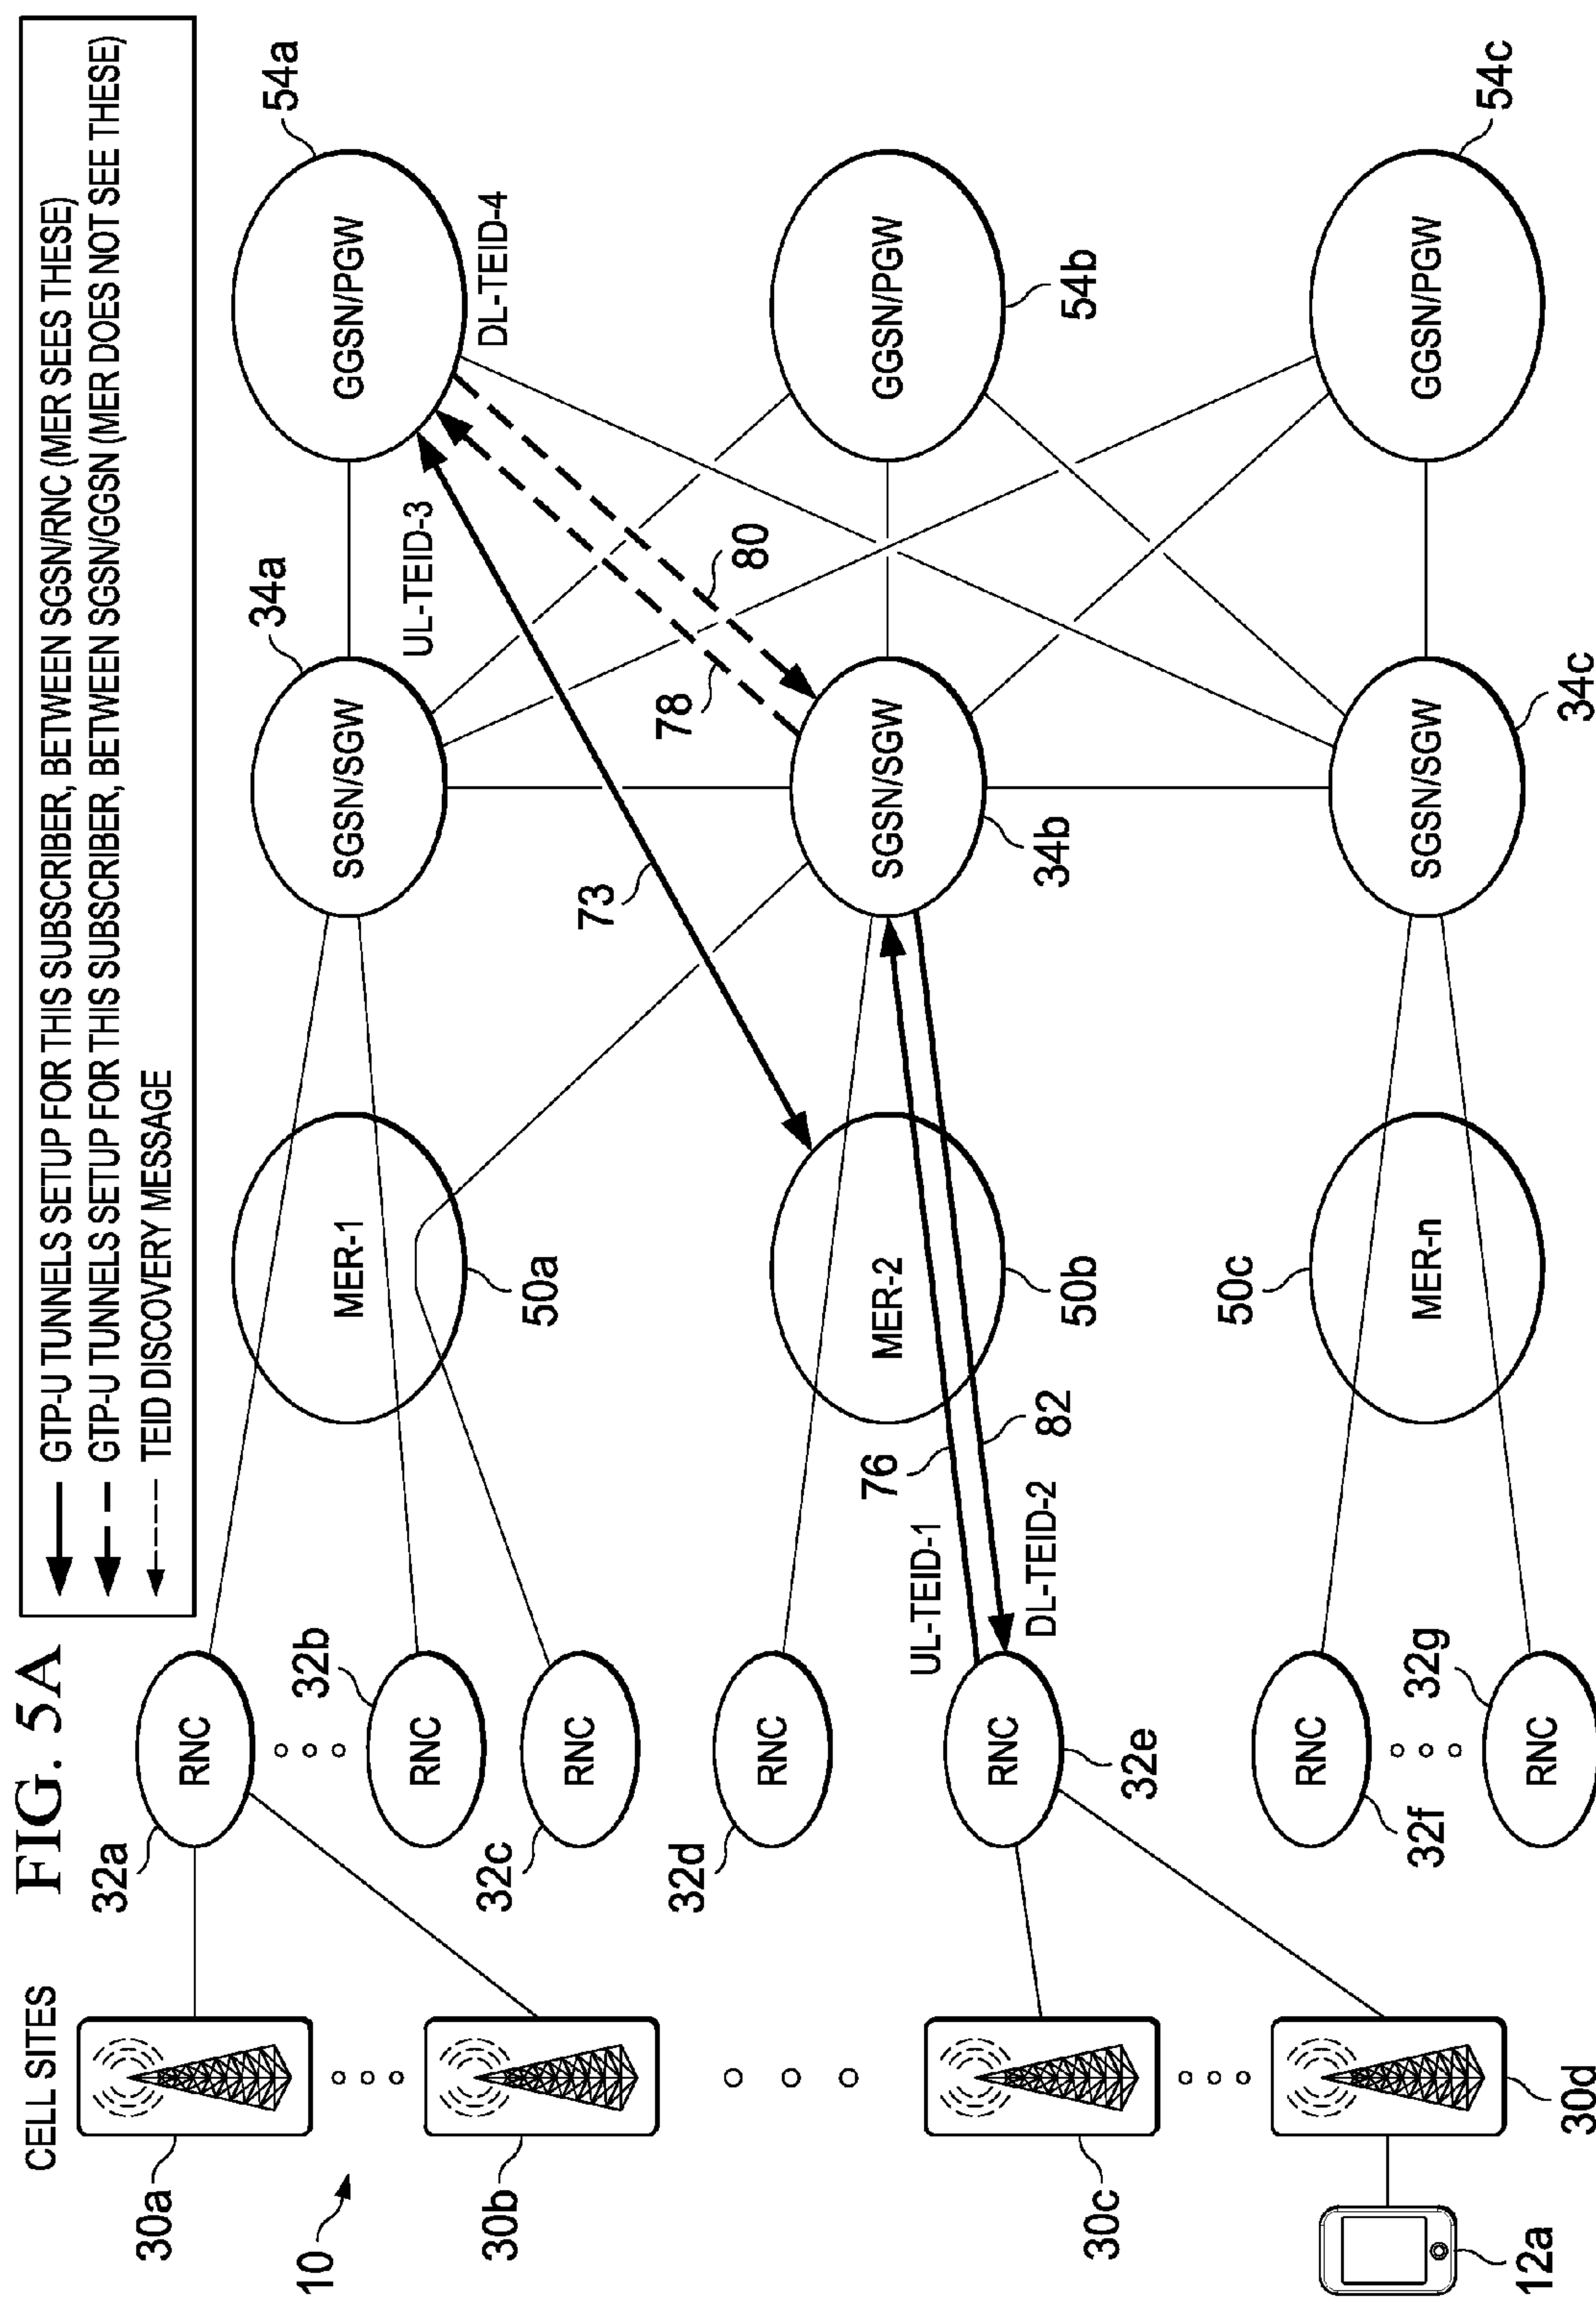 FIG. 5A
GTP-U TUNNELS SETUP FOR THIS SUBSCRIBER, BETWEEN SGSN/RNC (MER SEES THESE)
GTP-U TUNNELS SETUP FOR THIS SUBSCRIBER, BETWEEN SGSN/GGSN (MER DOES NOT SEE THESE)
TEID DISCOVERY MESSAGE
CELL SITES
30a
10
30b
30c
30d
12a
32a
RNC
32b
RNC
32c
RNC
32d
RNC
32e
RNC
32f
RNC
32g
RNC
UL-TEID-1
DL-TEID-2
76
82
MER-1
50a
MER-2
50b
MER-n
50c
73
34a
SGSN/SGW
34b
SGSN/SGW
34c
SGSN/SGW
UL-TEID-3
78
80
DL-TEID-4
54a
GGSN/PGW
54b
GGSN/PGW
54c
GGSN/PGW